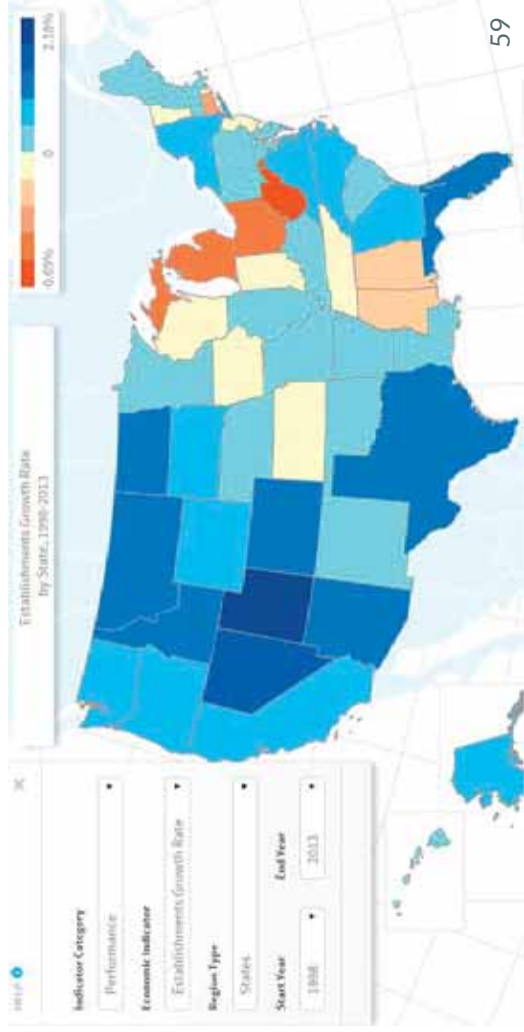 HELP
Indicator Category
Performance
Economic Indicator
Establishments Growth Rate
Region Type
States
Start Year
1998
End Year
2013
Establishments Growth Rate
by State, 1998-2013
-0.69%
0
2.18%
59